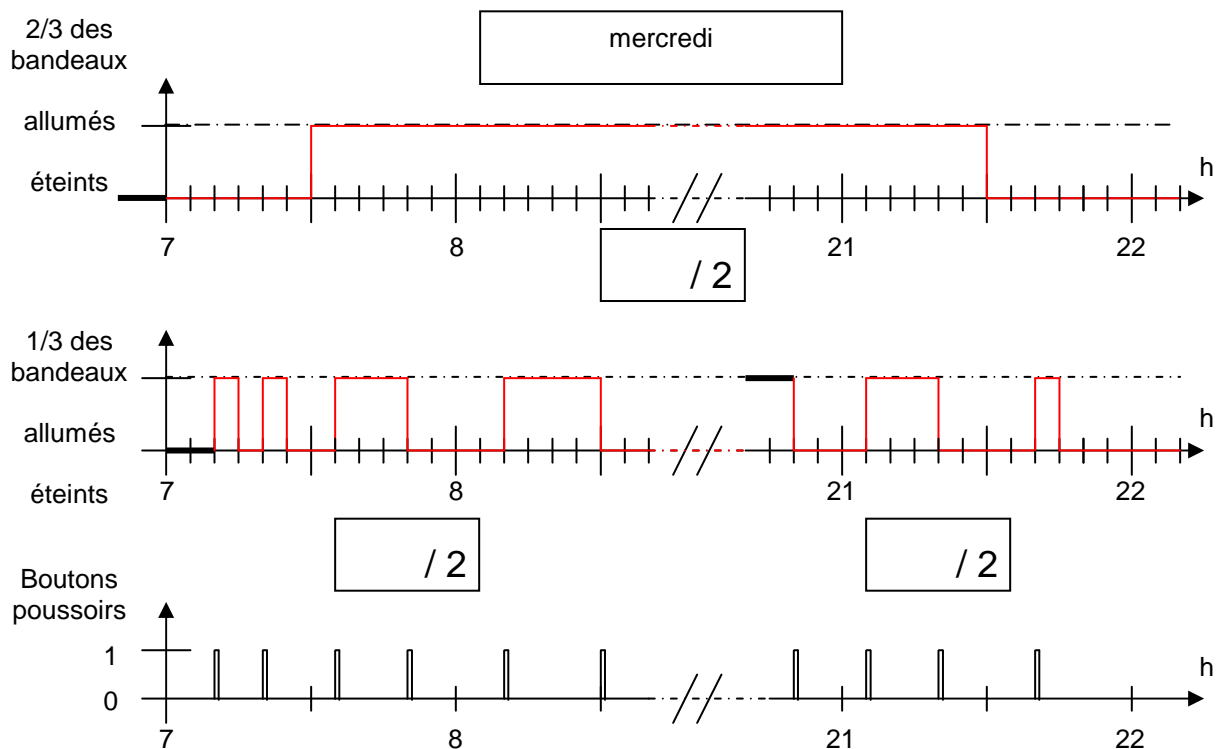 2/3 des
bandeaux
mercredi
allumés
éteints
h
7 8 21 22
/ 2
1/3 des
bandeaux
allumés
h
7 8 21 22
éteints
/ 2 / 2
Boutons
poussoirs
1
h
0
7 8 21 22